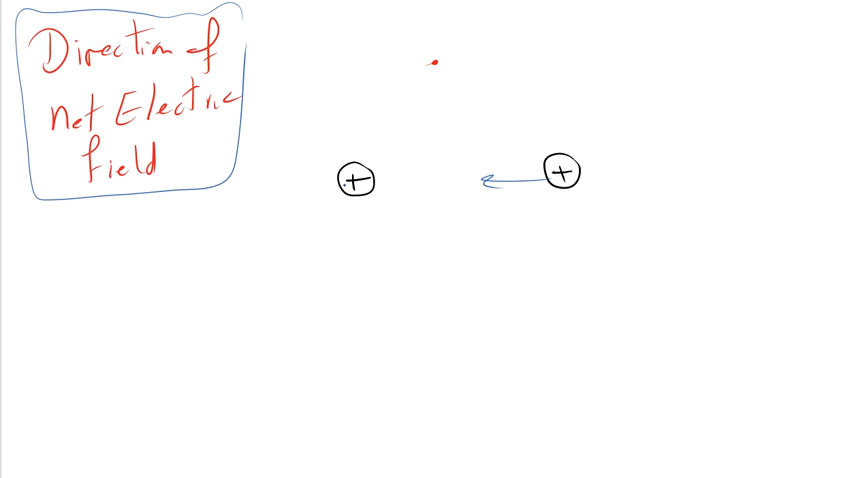 Direction of
net Electric
field
+
+